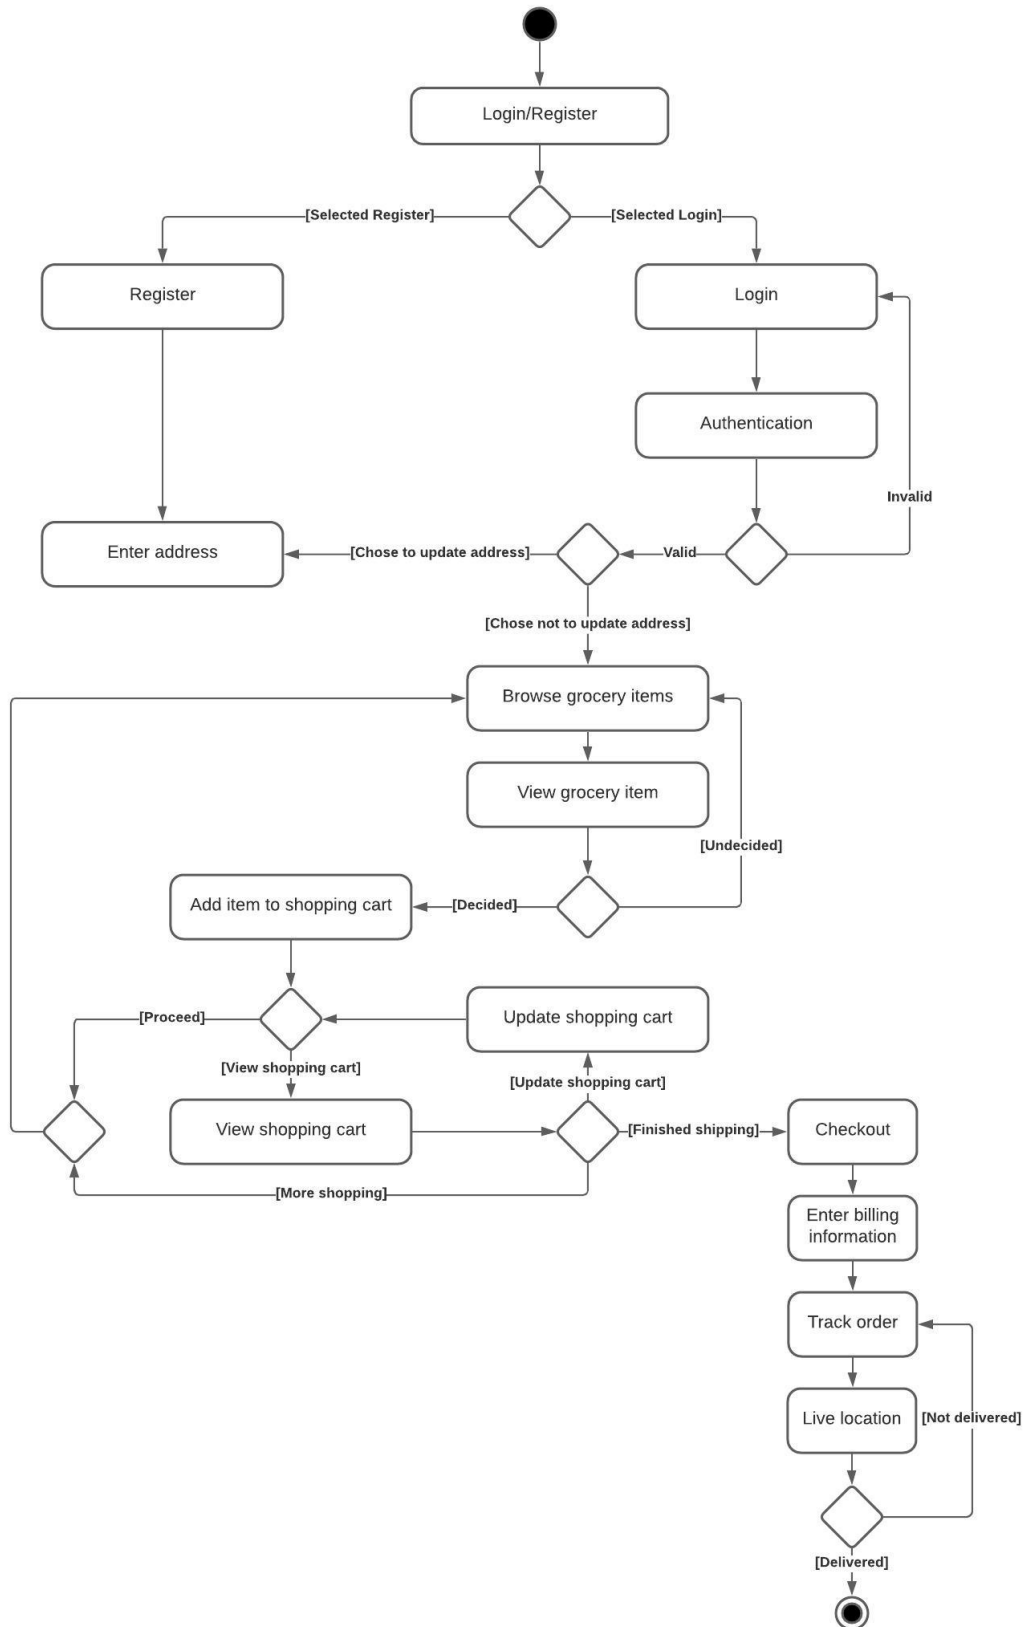 Login/Register
[Selected Register]
[Selected Login]
Register
Login
Authentication
Invalid
Enter address
[Chose to update address]
Valid
[Chose not to update address]
Browse grocery items
View grocery item
[Undecided]
Add item to shopping cart
[Decided]
[Proceed]
Update shopping cart
[View shopping cart]
[Update shopping cart]
View shopping cart
[Finished shipping]
Checkout
[More shopping]
Enter billing
information
Track order
Live location
[Not delivered]
[Delivered]